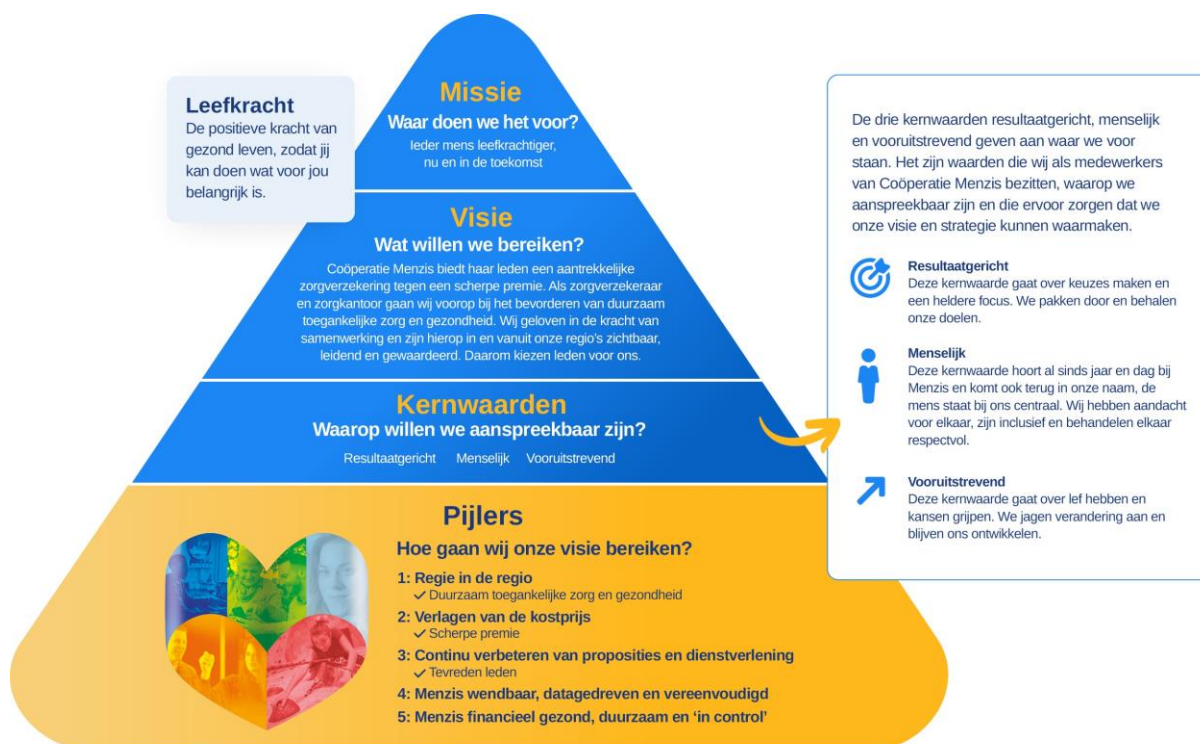 Leefkracht
De positieve kracht van
gezond leven, zodat jij
kan doen wat voor jou
belangrijk is.
Missie
Waar doen we het voor?
Ieder mens leefkrachtiger,
nu en in de toekomst
Visie
Wat willen we bereiken?
Coöperatie Menzis biedt haar leden een aantrekkelijke
zorgverzekering tegen een scherpe premie. Als zorgverzekeraar
en zorgkantoor gaan wij voorop bij het bevorderen van duurzaam
toegankelijke zorg en gezondheid. Wij geloven in de kracht van
samenwerking en zijn hierop in en vanuit onze regio’s zichtbaar,
leidend en gewaardeerd. Daarom kiezen leden voor ons.
Kernwaarden
Waarop willen we aanspreekbaar zijn?
Resultaatgericht Menselijk Vooruitstrevend
De drie kernwaarden resultaatgericht, menselijk
en vooruitstrevend geven aan waar we voor
staan. Het zijn waarden die wij als medewerkers
van Coöperatie Menzis bezitten, waarop we
aanspreekbaar zijn en die ervoor zorgen dat we
onze visie en strategie kunnen waarmaken.
Resultaatgericht
Deze kernwaarde gaat over keuzes maken en
een heldere focus. We pakken door en behalen
onze doelen.
Menselijk
Deze kernwaarde hoort al sinds jaar en dag bij
Menzis en komt ook terug in onze naam, de
mens staat bij ons centraal. Wij hebben aandacht
voor elkaar, zijn inclusief en behandelen elkaar
respectvol.
Vooruitstrevend
Deze kernwaarde gaat over lef hebben en
kansen grijpen. We jagen verandering aan en
blijven ons ontwikkelen.
Pijlers
Hoe gaan wij onze visie bereiken?
1: Regie in de regio
✓ Duurzaam toegankelijke zorg en gezondheid
2: Verlagen van de kostprijs
✓ Scherpe premie
3: Continu verbeteren van proposities en dienstverlening
✓ Tevreden leden
4: Menzis wendbaar, datagedreven en vereenvoudigd
5: Menzis financieel gezond, duurzaam en ‘in control’